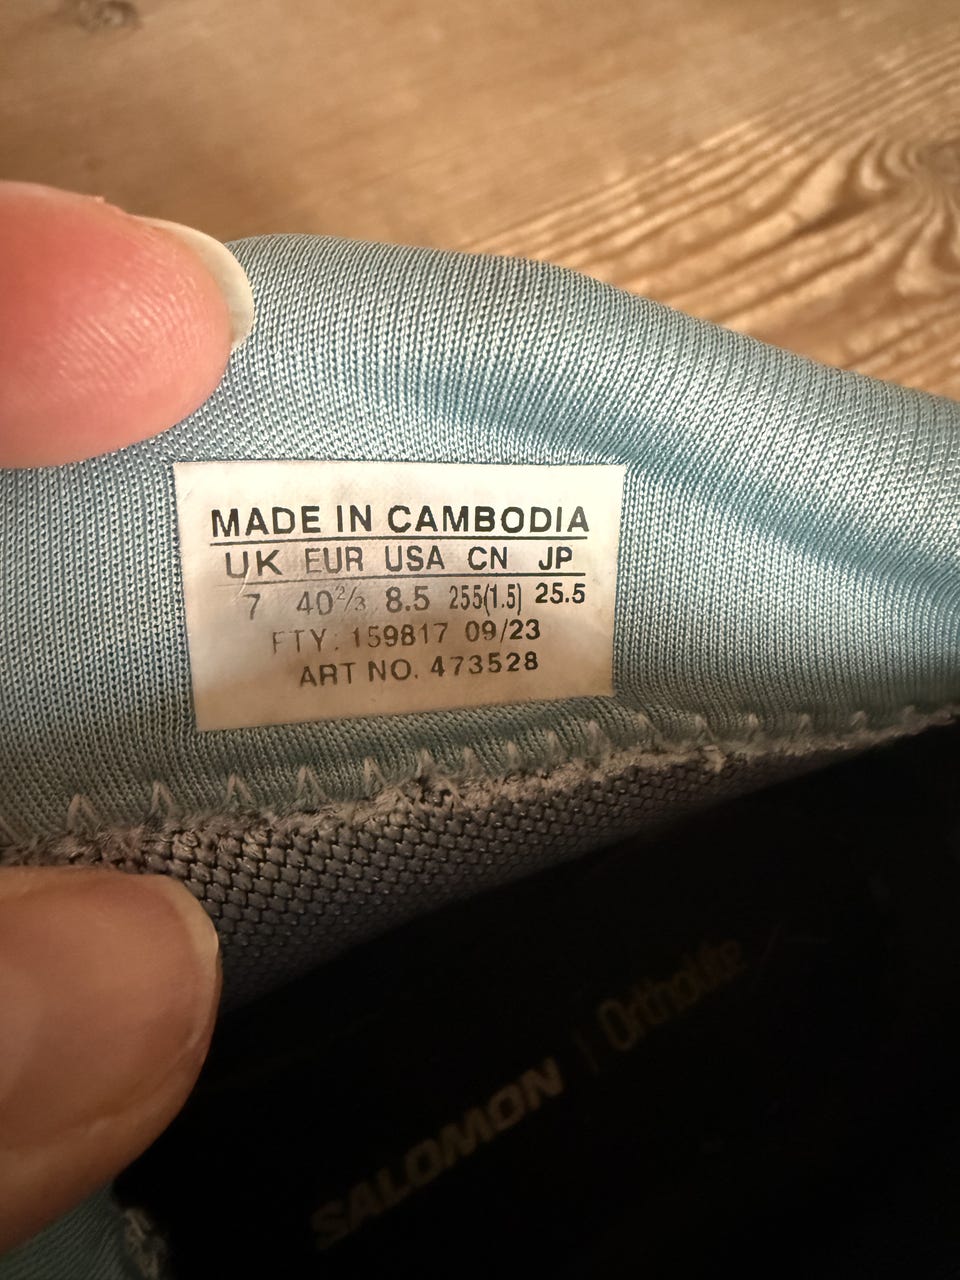 MADE IN CAMBODIA
UK EUR USA CN JP
7 40⅔ 8.5 255(1.5) 25.5
FTY: 159817 09/23
ART NO. 473528
SALOMON | OrthoLite